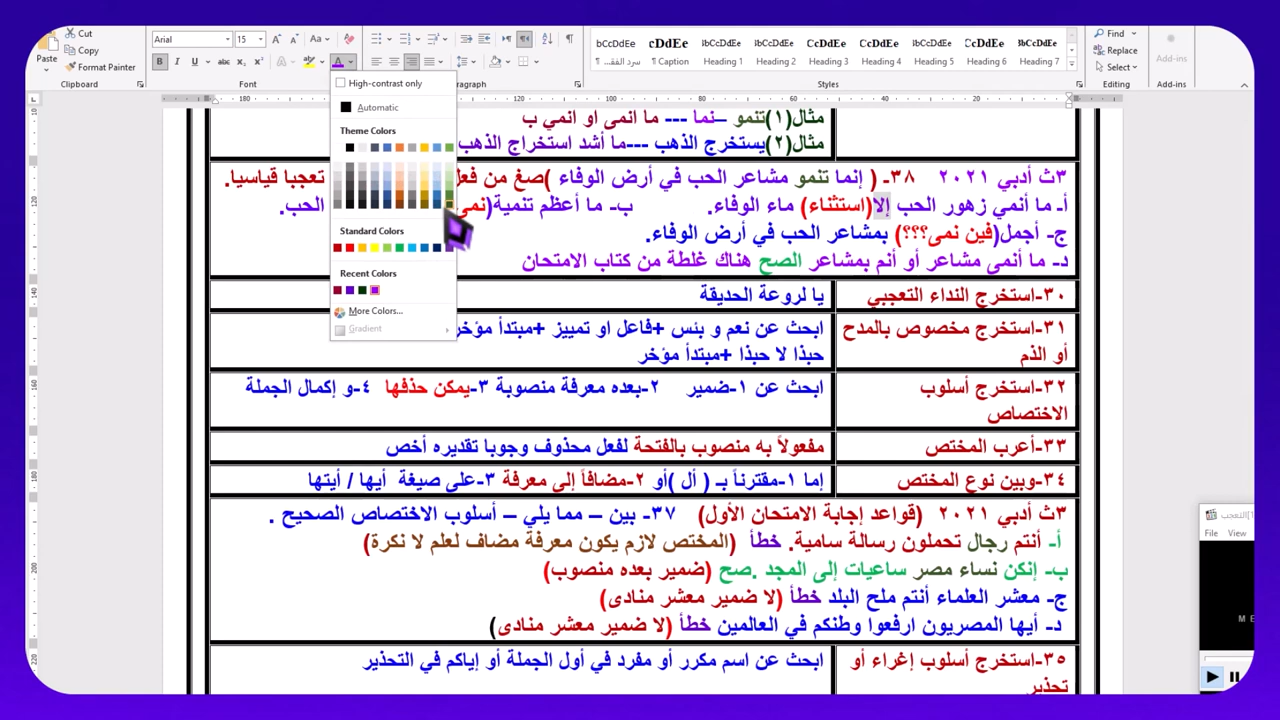 Cut
Copy
Paste
Format Painter
Clipboard
Arial
15
Font
Paragraph
Styles
cCcDdEe
cDdEe
سرد الفقـ...
Caption
Heading 1
Heading 2
Heading 3
Heading 4
Heading 5
Heading 6
Heading 7
Find
Replace
Select
Editing
Add-ins
Add-ins
High-contrast only
Automatic
Theme Colors
Standard Colors
Recent Colors
More Colors...
Gradient
مثال(١)تنمو –نما --- ما انمى او انمي ب
مثال(٢)يستخرج الذهب ---ما أشد استخراج الذهب
٣ث أدبي ٢٠٢١ ٣٨ـ ( إنما تنمو مشاعر الحب في أرض الوفاء )صغ من فعل تعجبا قياسيا.
أـ ما أنمي زهور الحب إلا(استثناء) ماء الوفاء. ب- ما أعظم تنمية(نمى الحب.
ج- أجمل(فين نمى؟؟؟) بمشاعر الحب في أرض الوفاء.
د- ما أنمى مشاعر أو أنم بمشاعر الصح هناك غلطة من كتاب الامتحان
٣٠-استخرج النداء التعجبي
يا لروعة الحديقة
٣١-استخرج مخصوص بالمدح أو الذم
ابحث عن نعم و بئس +فاعل او تمييز +مبتدأ مؤخر
حبذا لا حبذا +مبتدأ مؤخر
٣٢-استخرج أسلوب الاختصاص
ابحث عن ١-ضمير ٢-بعده معرفة منصوبة ٣-يمكن حذفها ٤-و إكمال الجملة
٣٣-أعرب المختص
مفعولاً به منصوب بالفتحة لفعل محذوف وجوبا تقديره أخص
٣٤-وبين نوع المختص
إما ١-مقترناً بـ ( أل )أو ٢-مضافاً إلى معرفة ٣-على صيغة أيها / أيتها
٣ث أدبي ٢٠٢١ (قواعد إجابة الامتحان الأول) ٣٧- بين – مما يلي – أسلوب الاختصاص الصحيح .
أ- أنتم رجال تحملون رسالة سامية. خطأ (المختص لازم يكون معرفة مضاف لعلم لا نكرة)
ب- إنكن نساء مصر ساعيات إلى المجد .صح (ضمير بعده منصوب)
ج- معشر العلماء أنتم ملح البلد خطأ (لا ضمير معشر منادى)
د- أيها المصريون ارفعوا وطنكم في العالمين خطأ (لا ضمير معشر منادى)
٣٥-استخرج أسلوب إغراء أو تحذير
ابحث عن اسم مكرر أو مفرد في أول الجملة أو إياكم في التحذير
File View